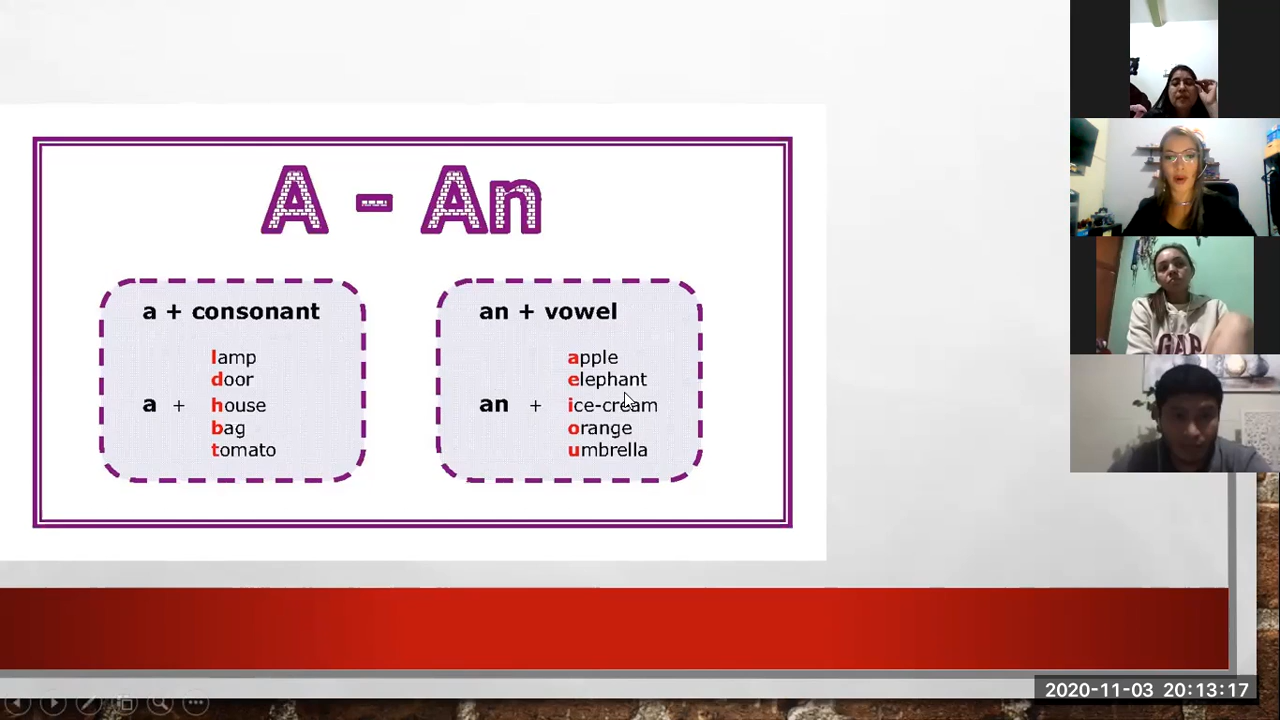 A - An
a + consonant
lamp
door
a + house
bag
tomato
an + vowel
apple
elephant
an + ice-cream
orange
umbrella
GAP
2020-11-03 20:13:17